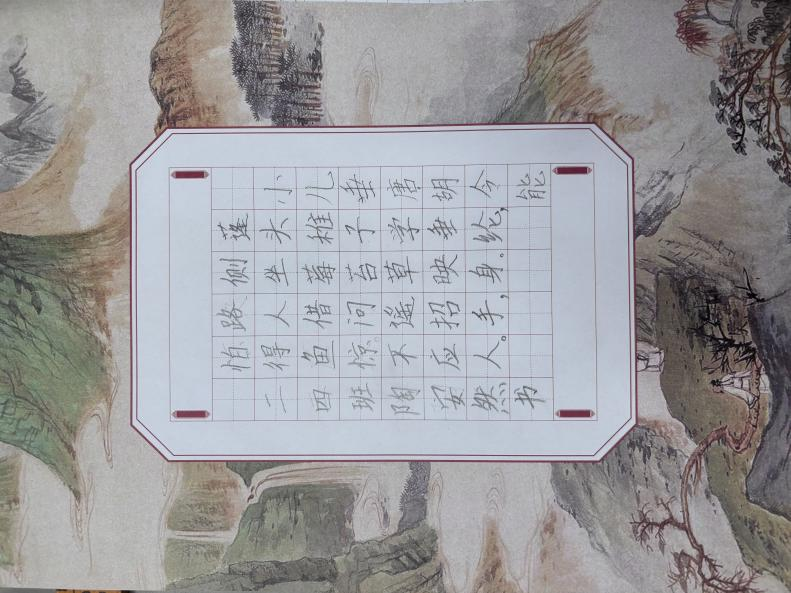 小儿垂唐胡今能
蓬头稚子学垂纶，
侧坐莓苔草映身。
路人借问遥招手，
怕得鱼惊不应人。
二四班陶安然书